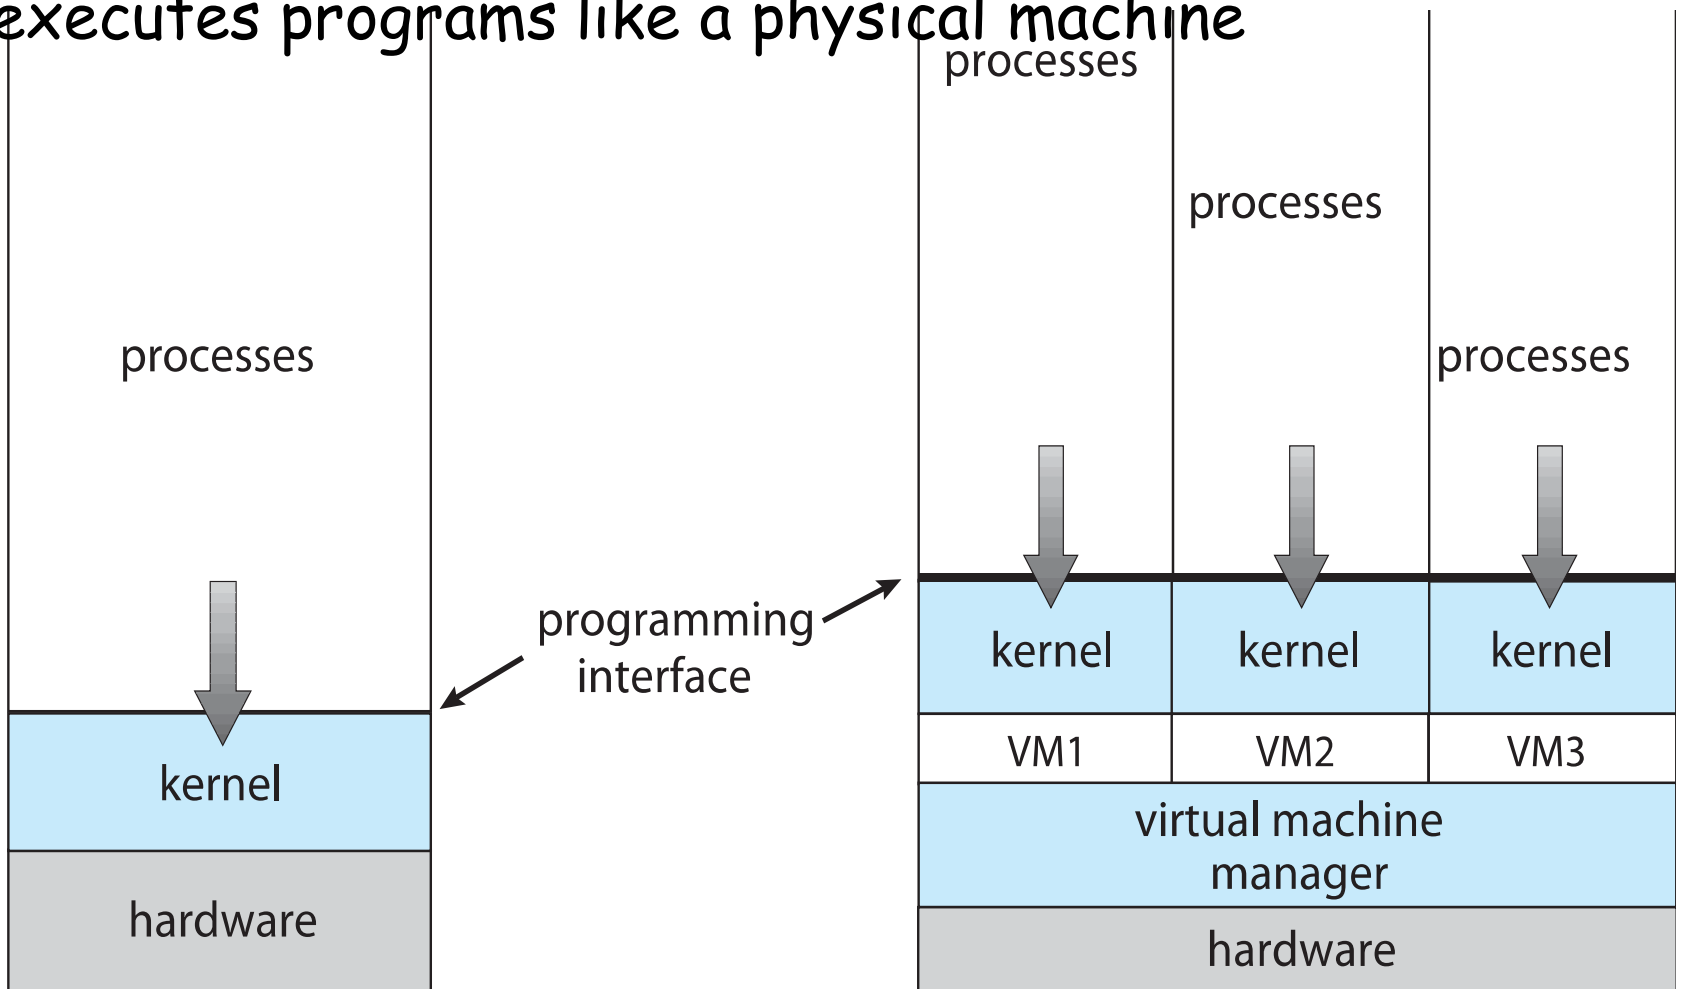 executes programs like a physical machine
processes
processes
processes
processes
programming
interface
kernel
kernel
kernel
kernel
VM1
VM2
VM3
virtual machine
manager
hardware
hardware